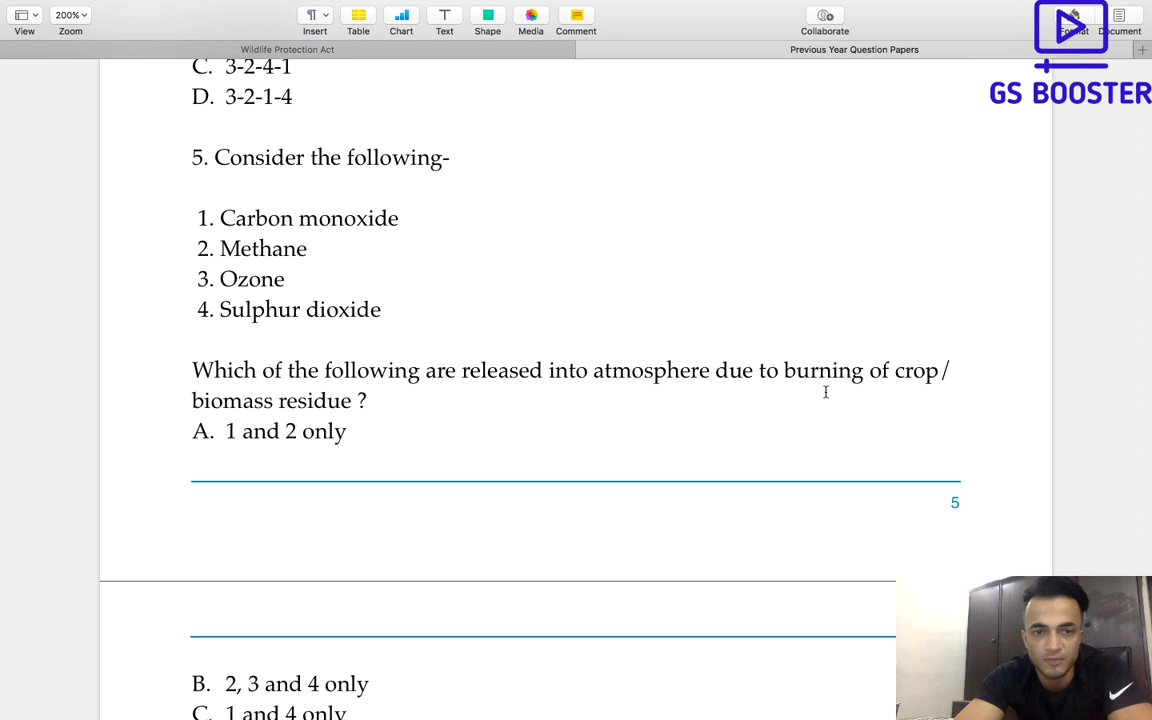 200%
View
Zoom
Insert
Table
Chart
Text
Shape
Media
Comment
Collaborate
Format
Document
Wildlife Protection Act
Previous Year Question Papers
GS BOOSTER
C. 3-2-4-1
D. 3-2-1-4
5. Consider the following-
1. Carbon monoxide
2. Methane
3. Ozone
4. Sulphur dioxide
Which of the following are released into atmosphere due to burning of crop/
biomass residue ?
A. 1 and 2 only
5
B. 2, 3 and 4 only
C. 1 and 4 only